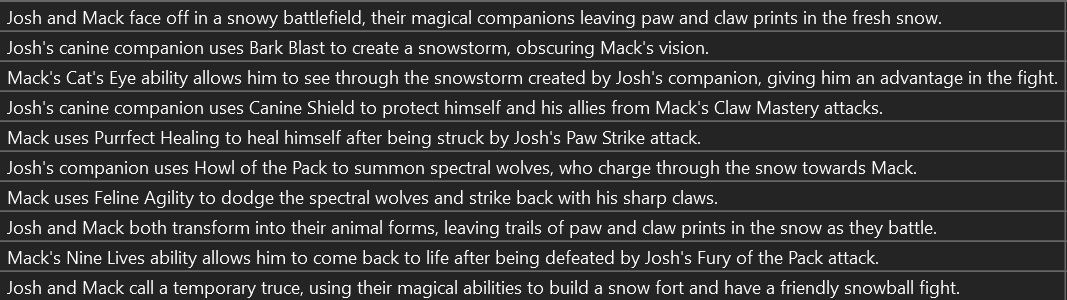 Josh and Mack face off in a snowy battlefield, their magical companions leaving paw and claw prints in the fresh snow.
Josh's canine companion uses Bark Blast to create a snowstorm, obscuring Mack's vision.
Mack's Cat's Eye ability allows him to see through the snowstorm created by Josh's companion, giving him an advantage in the fight.
Josh's canine companion uses Canine Shield to protect himself and his allies from Mack's Claw Mastery attacks.
Mack uses Purrfect Healing to heal himself after being struck by Josh's Paw Strike attack.
Josh's companion uses Howl of the Pack to summon spectral wolves, who charge through the snow towards Mack.
Mack uses Feline Agility to dodge the spectral wolves and strike back with his sharp claws.
Josh and Mack both transform into their animal forms, leaving trails of paw and claw prints in the snow as they battle.
Mack's Nine Lives ability allows him to come back to life after being defeated by Josh's Fury of the Pack attack.
Josh and Mack call a temporary truce, using their magical abilities to build a snow fort and have a friendly snowball fight.